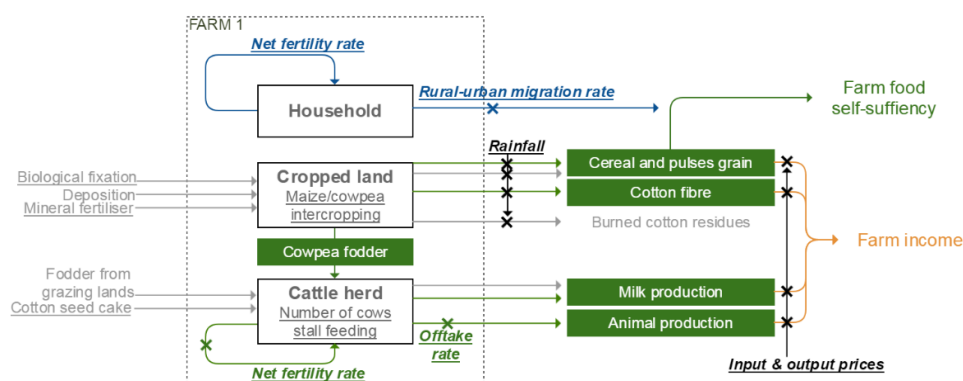 FARM 1
Net fertility rate
Household
Rural-urban migration rate
Farm food
self-suffiency
Rainfall
Biological fixation
Deposition
Mineral fertiliser
Cropped land
Maize/cowpea
intercropping
Cereal and pulses grain
Cotton fibre
Burned cotton residues
Cowpea fodder
Farm income
Fodder from
grazing lands
Cotton seed cake
Cattle herd
Number of cows
stall feeding
Milk production
Animal production
Offtake
rate
Net fertility rate
Input & output prices